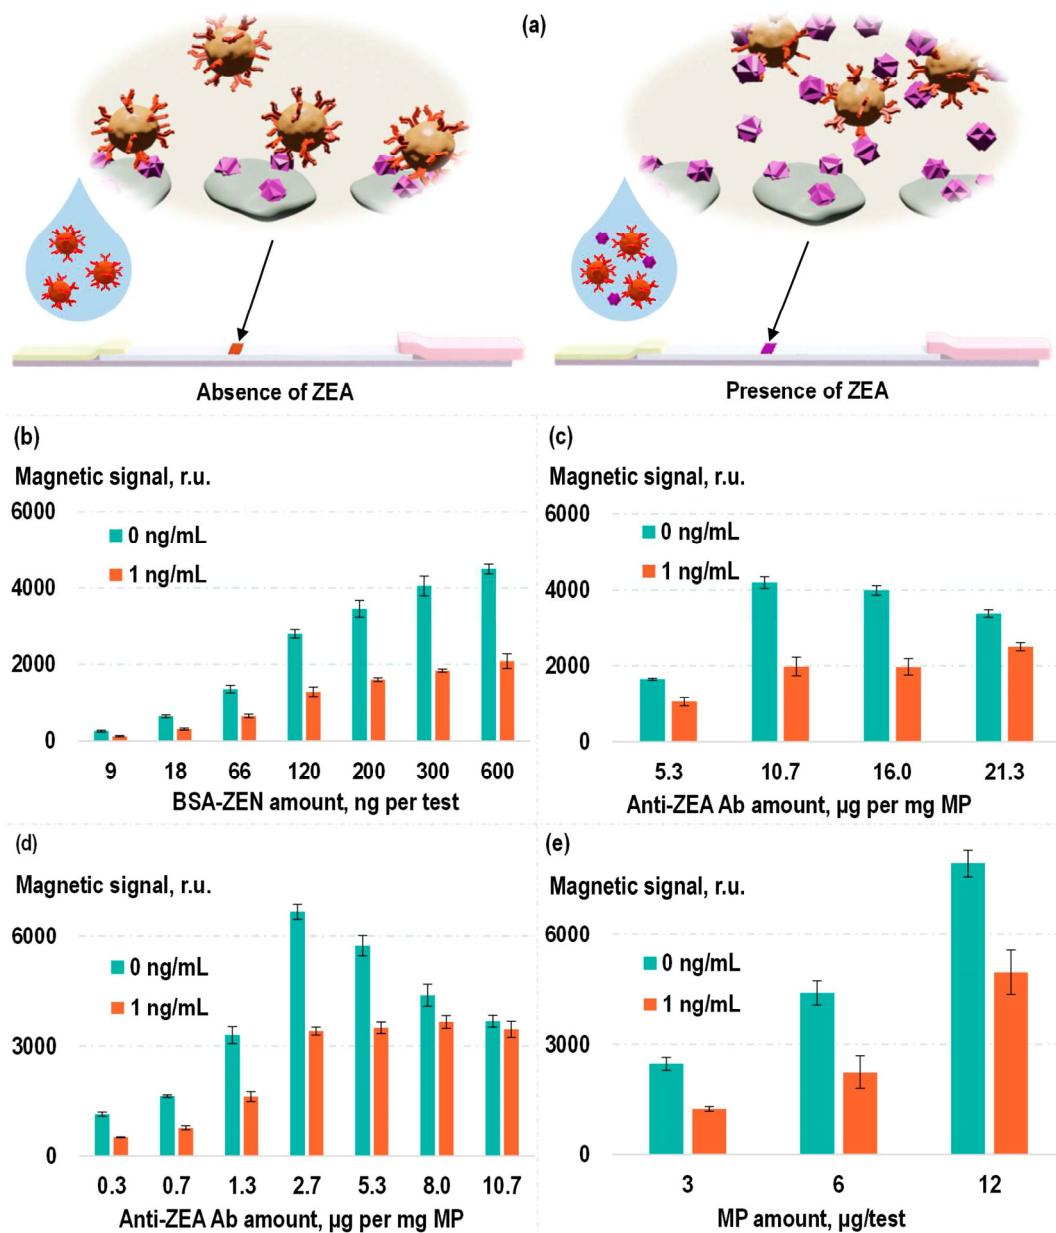 (a)
Absence of ZEA
Presence of ZEA
(b)
Magnetic signal, r.u.
6000
4000
2000
0
0 ng/mL
1 ng/mL
9 18 66 120 200 300 600
BSA-ZEN amount, ng per test
(c)
Magnetic signal, r.u.
6000
4000
2000
0
0 ng/mL
1 ng/mL
5.3 10.7 16.0 21.3
Anti-ZEA Ab amount, µg per mg MP
(d)
Magnetic signal, r.u.
6000
3000
0
0 ng/mL
1 ng/mL
0.3 0.7 1.3 2.7 5.3 8.0 10.7
Anti-ZEA Ab amount, µg per mg MP
(e)
Magnetic signal, r.u.
6000
3000
0
0 ng/mL
1 ng/mL
3 6 12
MP amount, µg/test